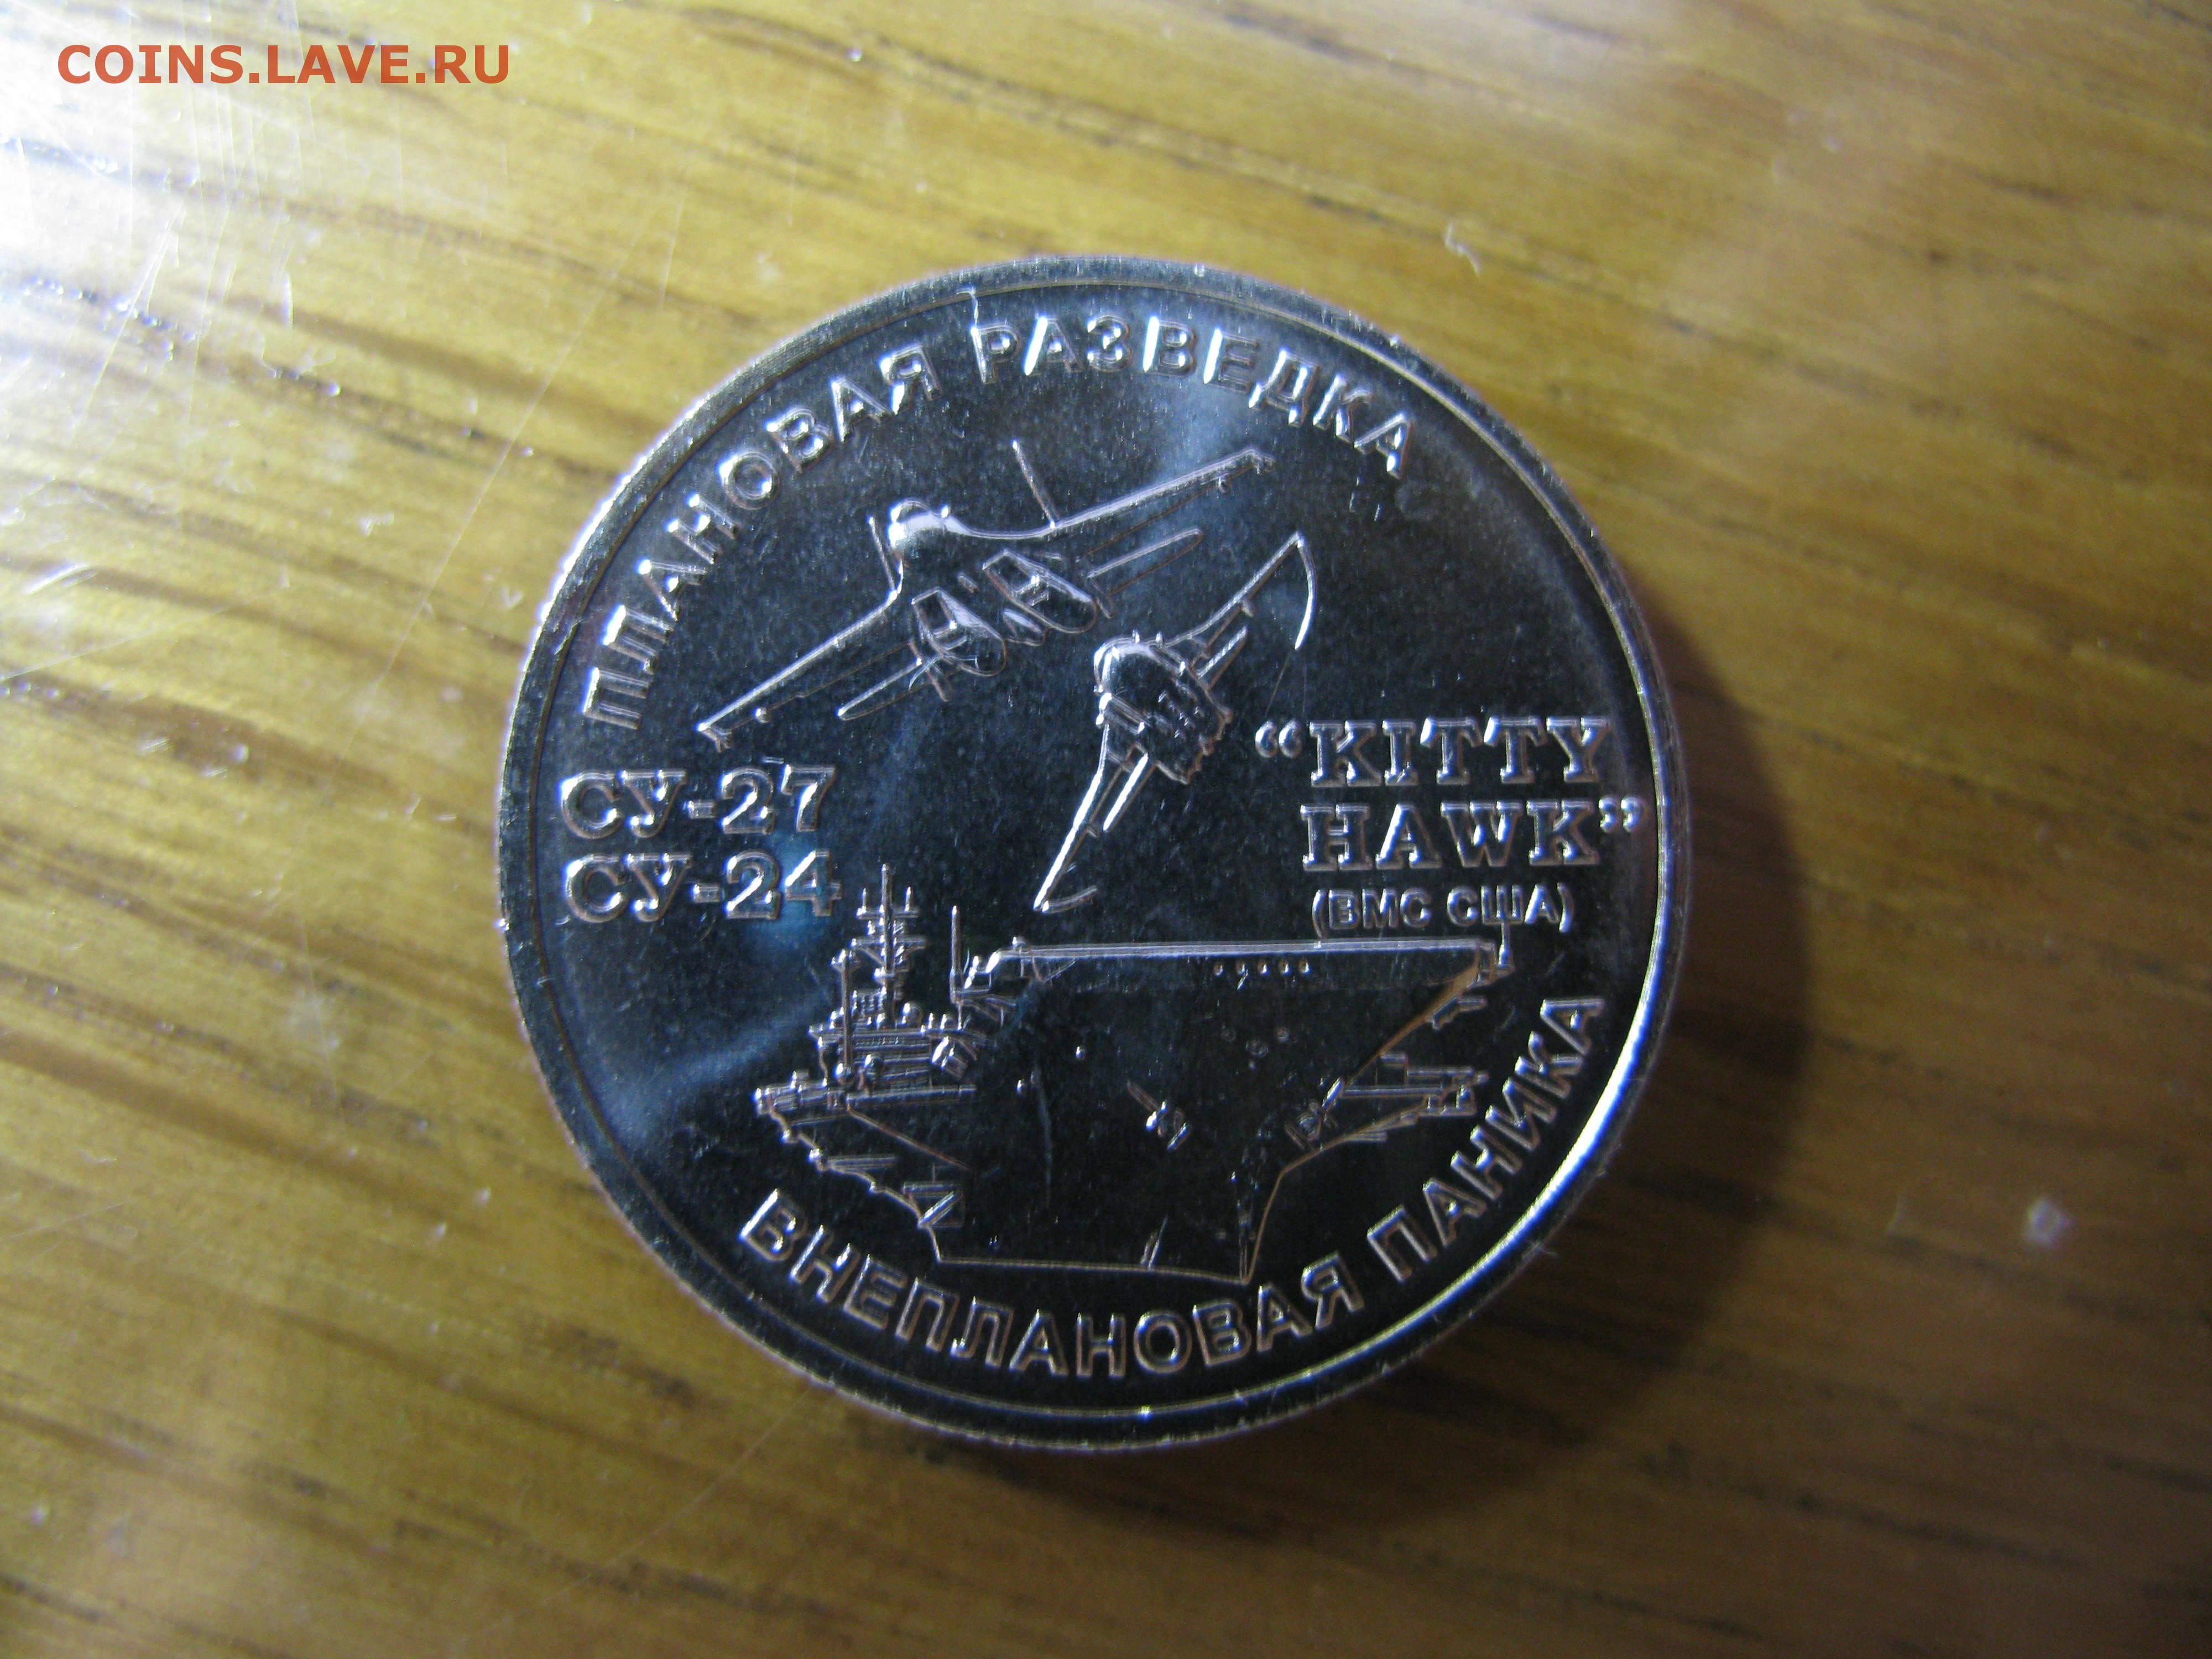 COINS.LAVE.RU
ПЛАНОВАЯ РАЗВЕДКА
СУ-27
СУ-24
“KITTY
HAWK”
(ВМС США)
ВНЕПЛАНОВАЯ ПАНИКА